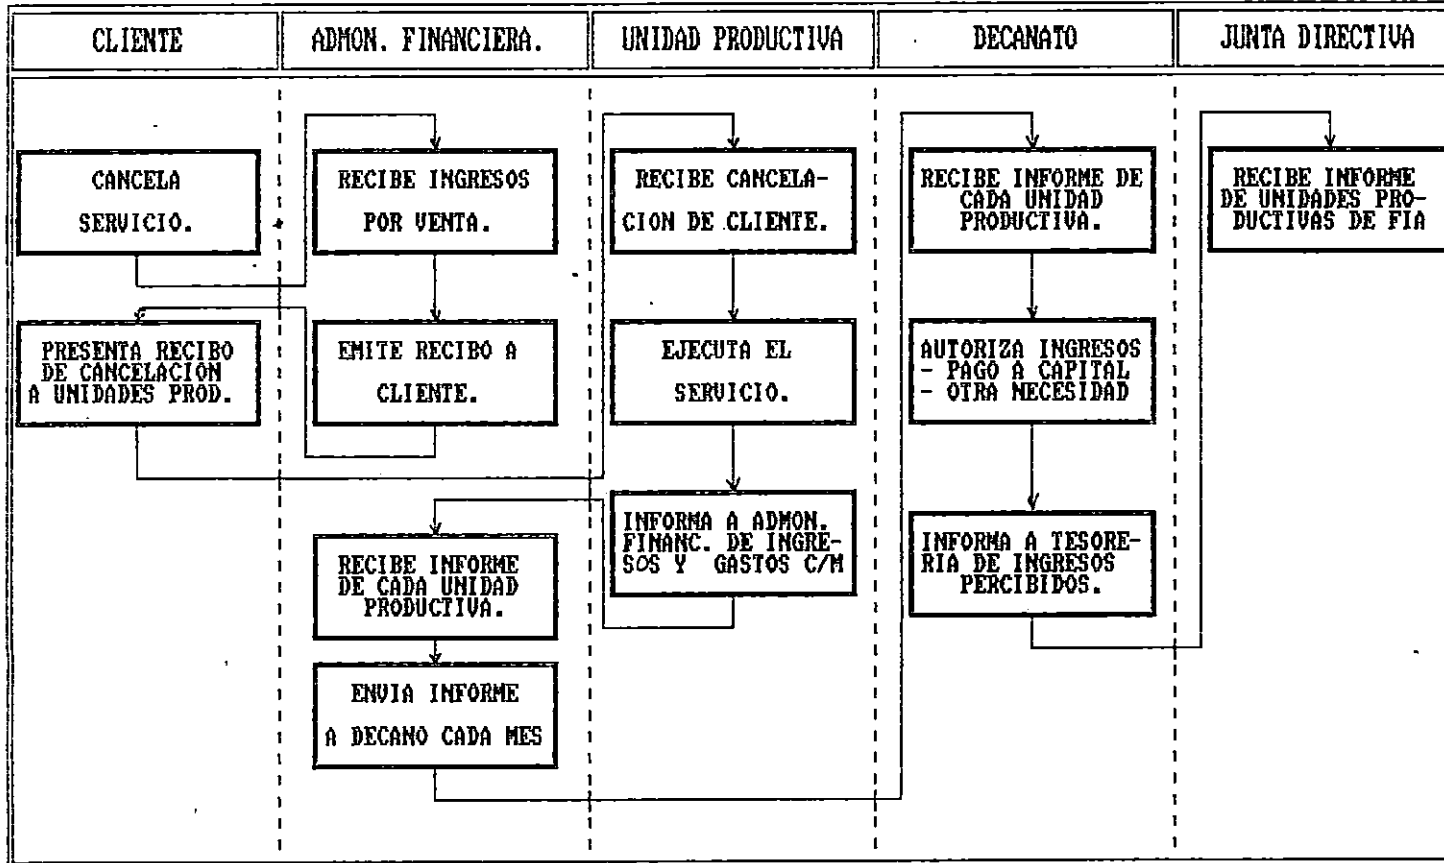 CLIENTE
ADMON. FINANCIERA.
UNIDAD PRODUCTIVA
DECANATO
JUNTA DIRECTIVA
CANCELA
SERVICIO.
PRESENTA RECIBO
DE CANCELACION
A UNIDADES PROD.
RECIBE INGRESOS
POR VENTA.
EMITE RECIBO A
CLIENTE.
RECIBE INFORME
DE CADA UNIDAD
PRODUCTIVA.
ENVIA INFORME
A DECANO CADA MES
RECIBE CANCELA-
CION DE CLIENTE.
EJECUTA EL
SERVICIO.
INFORMA A ADMON.
FINANC. DE INGRE-
SOS Y GASTOS C/M
RECIBE INFORME DE
CADA UNIDAD
PRODUCTIVA.
AUTORIZA INGRESOS
- PAGO A CAPITAL
- OTRA NECESIDAD
INFORMA A TESORE-
RIA DE INGRESOS
PERCIBIDOS.
RECIBE INFORME
DE UNIDADES PRO-
DUCTIVAS DE FIA